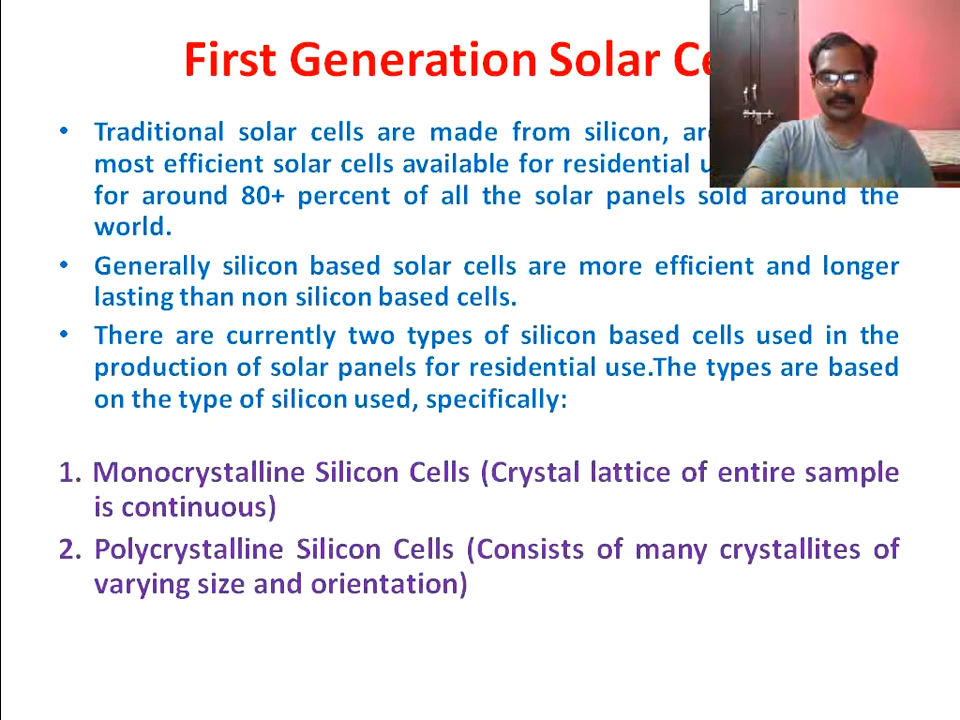 First Generation Solar
• Traditional solar cells are made from silicon,
most efficient solar cells available for residential
for around 80+ percent of all the solar panels sold around the
world.
• Generally silicon based solar cells are more efficient and longer
lasting than non silicon based cells.
• There are currently two types of silicon based cells used in the
production of solar panels for residential use.The types are based
on the type of silicon used, specifically:
1. Monocrystalline Silicon Cells (Crystal lattice of entire sample
is continuous)
2. Polycrystalline Silicon Cells (Consists of many crystallites of
varying size and orientation)